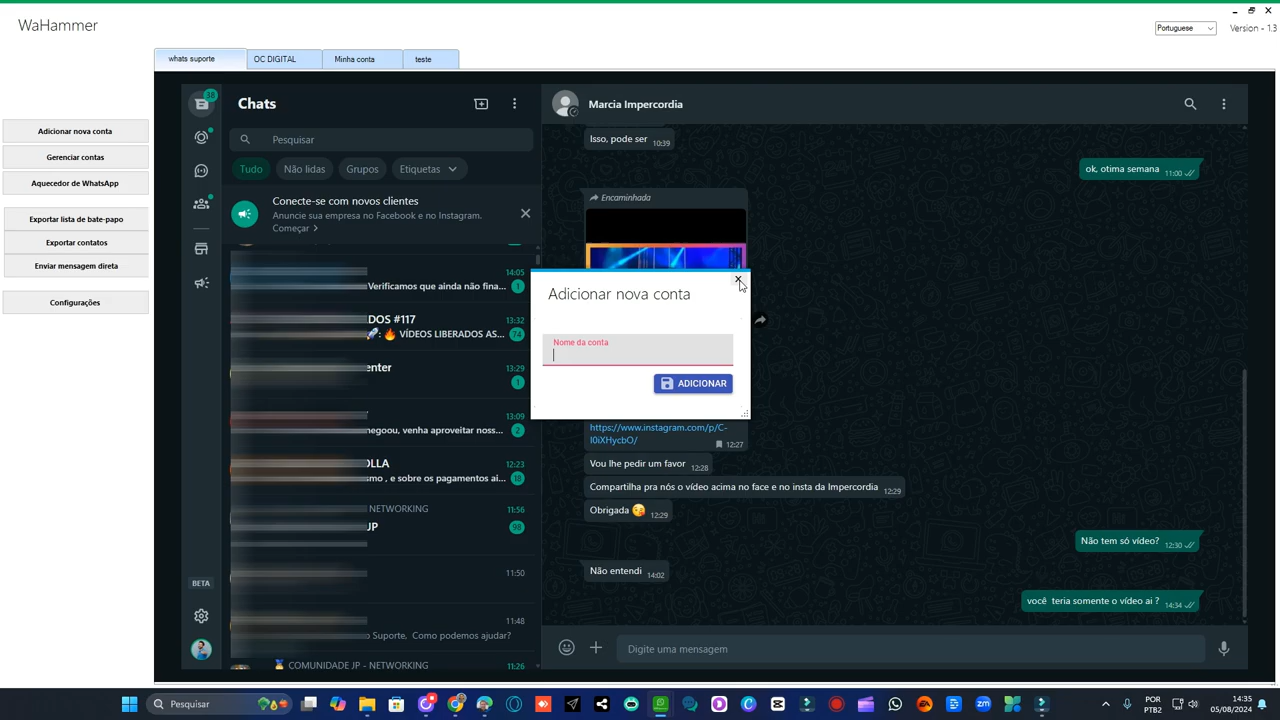 WaHammer
Portuguese
Version - 1.3
whats suporte
OC DIGITAL
Minha conta
teste
Adicionar nova conta
Gerenciar contas
Aquecedor de WhatsApp
Exportar lista de bate-papo
Exportar contatos
Enviar mensagem direta
Configurações
38
BETA
Chats
Pesquisar
Tudo
Não lidas
Grupos
Etiquetas
Conecte-se com novos clientes
Anuncie sua empresa no Facebook e no Instagram.
Começar
14:05
Verificamos que ainda não fina...
1
DOS #117
13:32
VÍDEOS LIBERADOS AS...
74
enter
13:29
1
13:09
hegoou, venha aproveitar noss...
2
OLLA
12:23
smo , e sobre os pagamentos ai...
18
NETWORKING
11:56
JP
98
11:50
11:48
Suporte, Como podemos ajudar?
COMUNIDADE JP - NETWORKING
11:26
Marcia Impercordia
Isso, pode ser
10:39
ok, otima semana
11:00
Encaminhada
Adicionar nova conta
Nome da conta
ADICIONAR
https://www.instagram.com/p/C-
I0iXHycbO/
12:27
Vou lhe pedir um favor
12:28
Compartilha pra nós o vídeo acima no face e no insta da Impercordia
12:29
Obrigada 😘
12:29
Não tem só vídeo?
12:30
Não entendi
14:02
você teria somente o vídeo ai ?
14:34
Digite uma mensagem
Pesquisar
POR
PTB2
14:35
05/08/2024